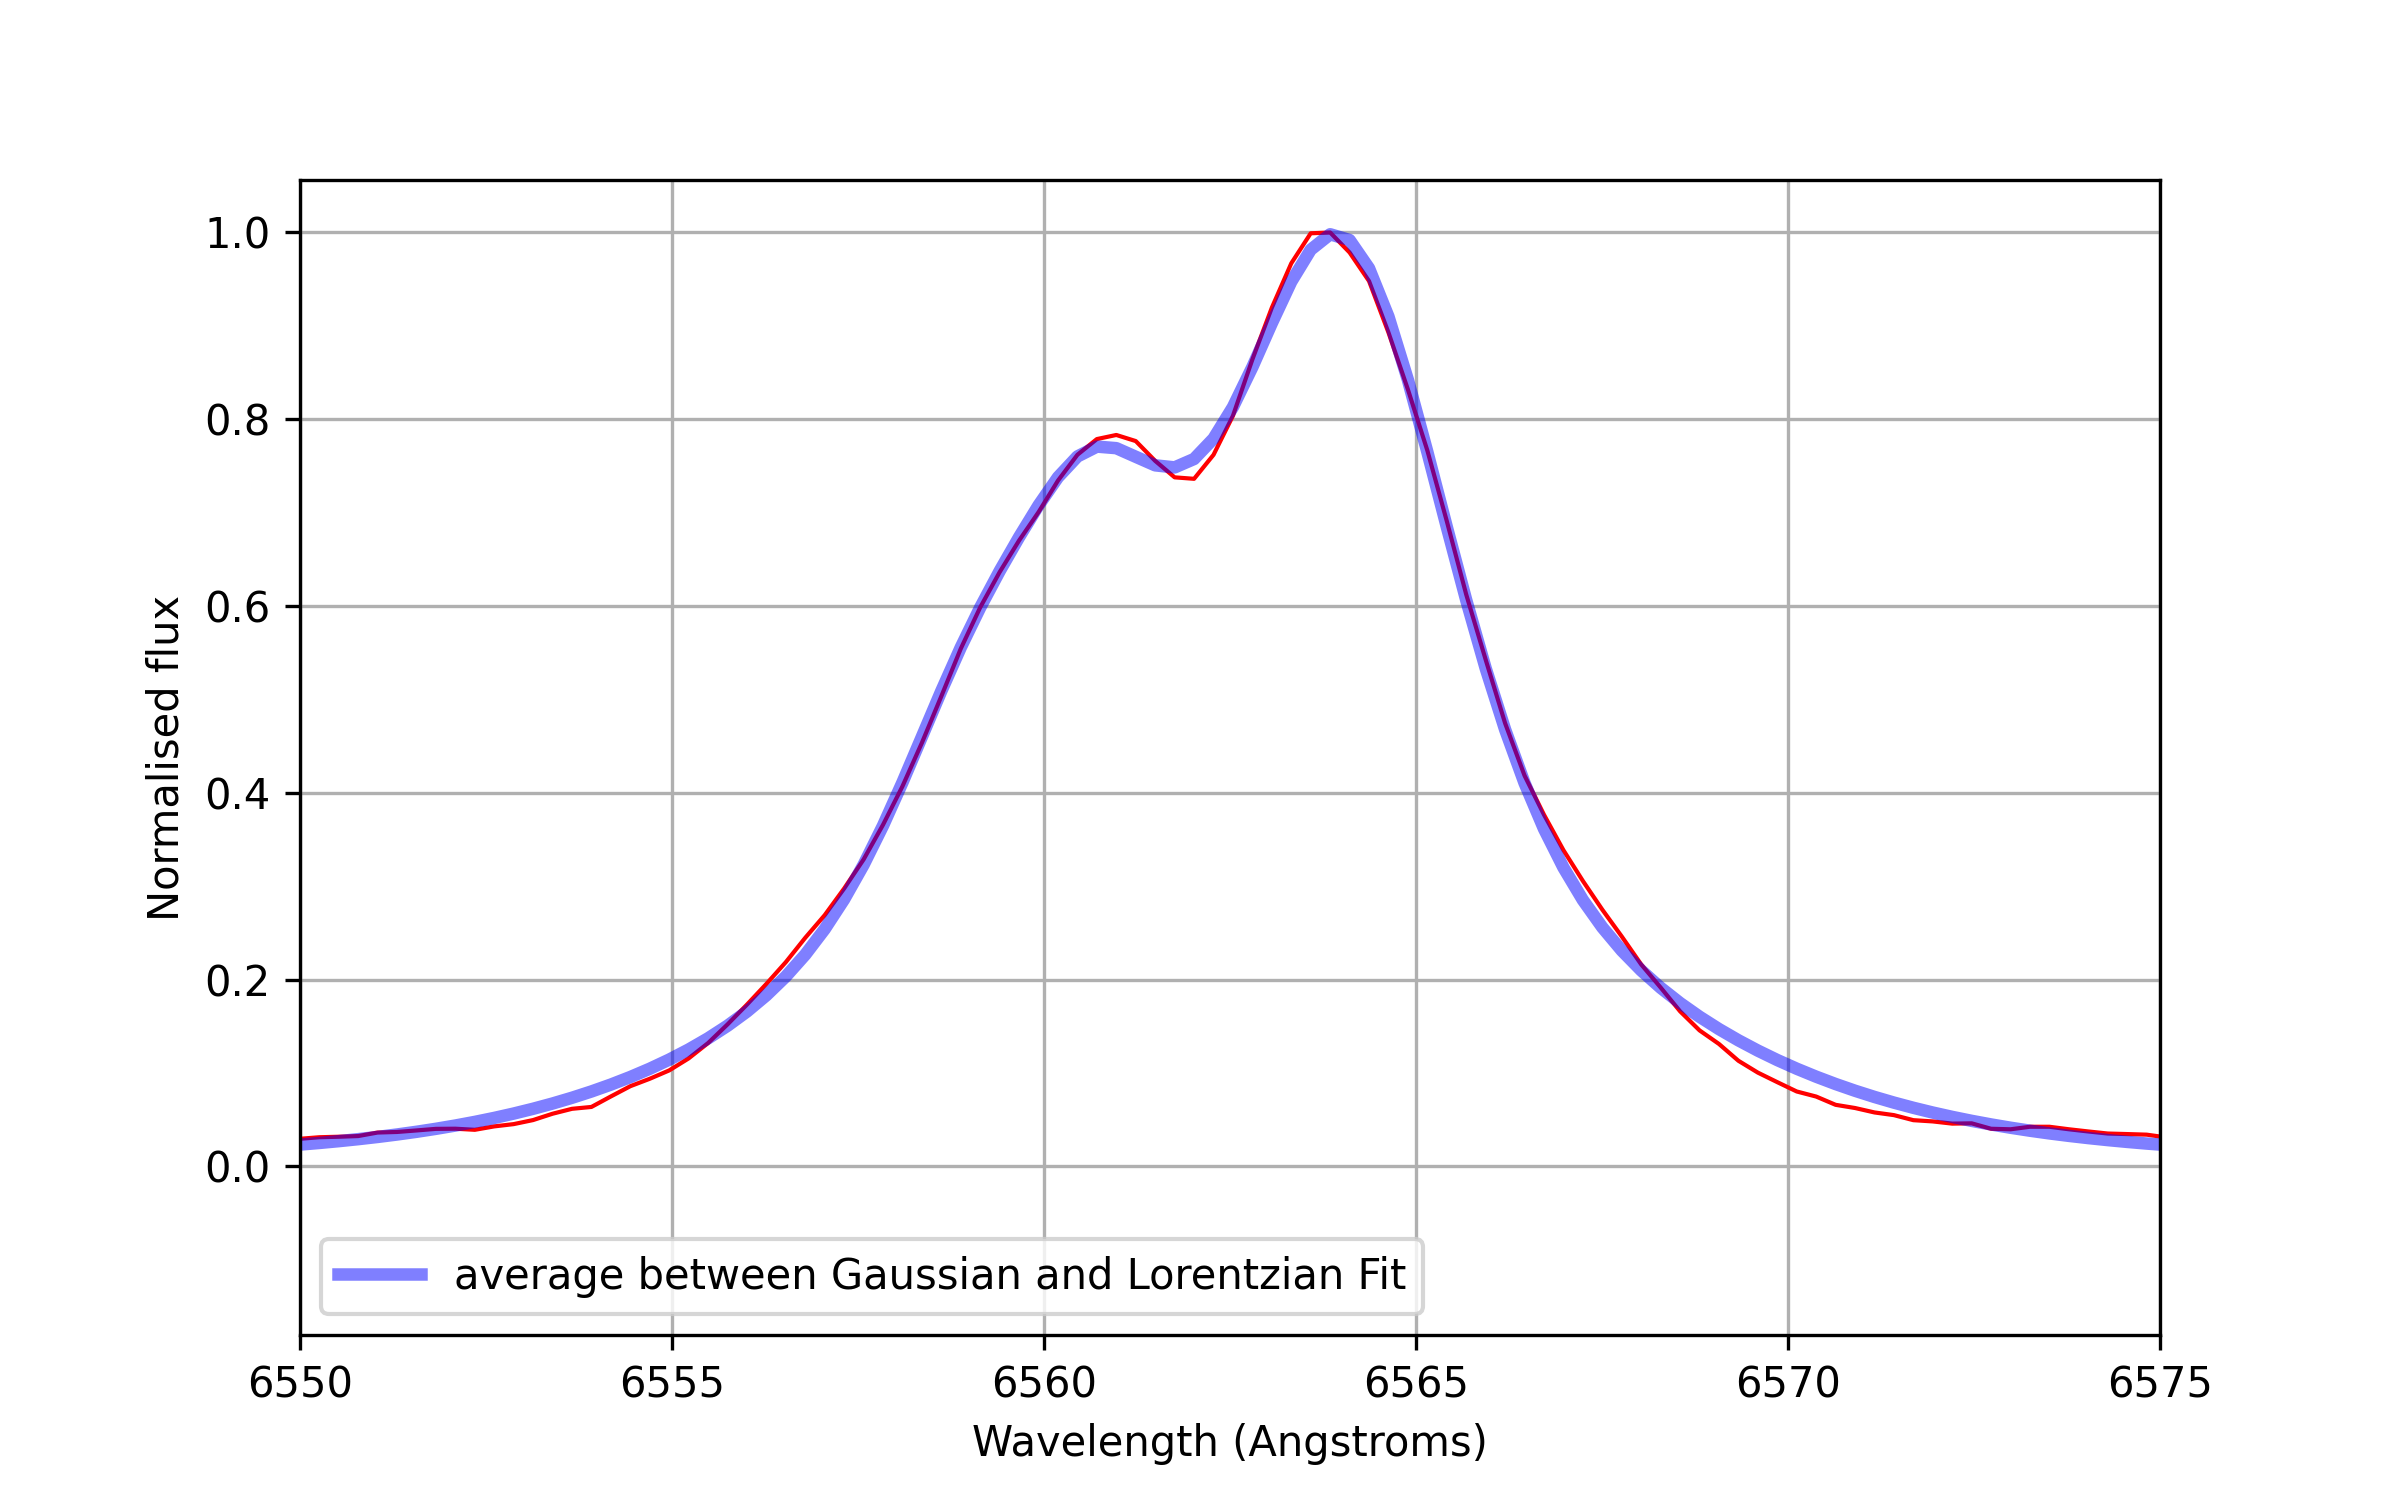 1.0
0.8
0.6
0.4
0.2
0.0
Normalised flux
average between Gaussian and Lorentzian Fit
6550 6555 6560 6565 6570 6575
Wavelength (Angstroms)